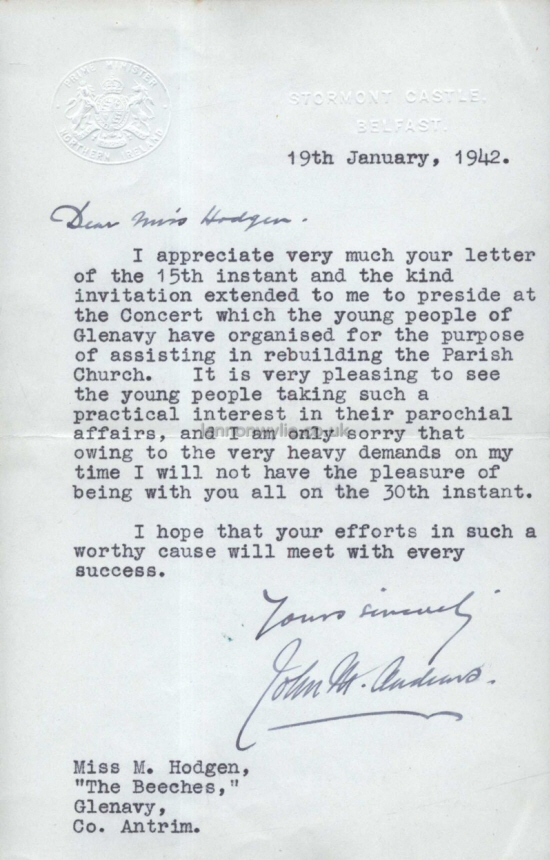 PRIME MINISTER
NORTHERN IRELAND
STORMONT CASTLE,
BELFAST.
19th January, 1942.
Dear Miss Hodgen.
I appreciate very much your letter
of the 15th instant and the kind
invitation extended to me to preside at
the Concert which the young people of
Glenavy have organised for the purpose
of assisting in rebuilding the Parish
Church. It is very pleasing to see
the young people taking such a
practical interest in their parochial
affairs, and I am only sorry that
lennonwylie.co.uk
owing to the very heavy demands on my
time I will not have the pleasure of
being with you all on the 30th instant.
I hope that your efforts in such a
worthy cause will meet with every
success.
Yours sincerely
John M. Andrews.
Miss M. Hodgen,
"The Beeches,"
Glenavy,
Co. Antrim.